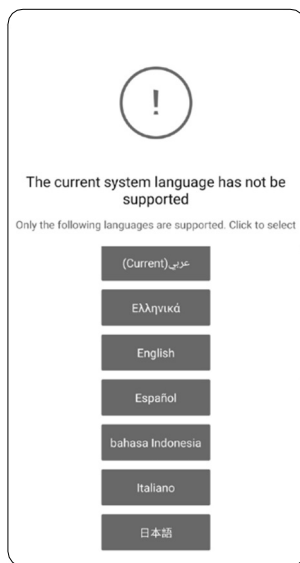 !
The current system language has not be
supported
Only the following languages are supported. Click to select
عربي(Current)
Ελληνικά
English
Español
bahasa Indonesia
Italiano
日本語